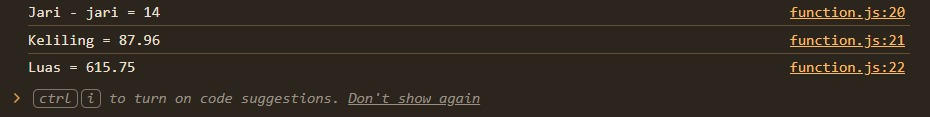 Jari - jari = 14 function.js:20
Keliling = 87.96 function.js:21
Luas = 615.75 function.js:22
> ctrl i to turn on code suggestions. Don't show again